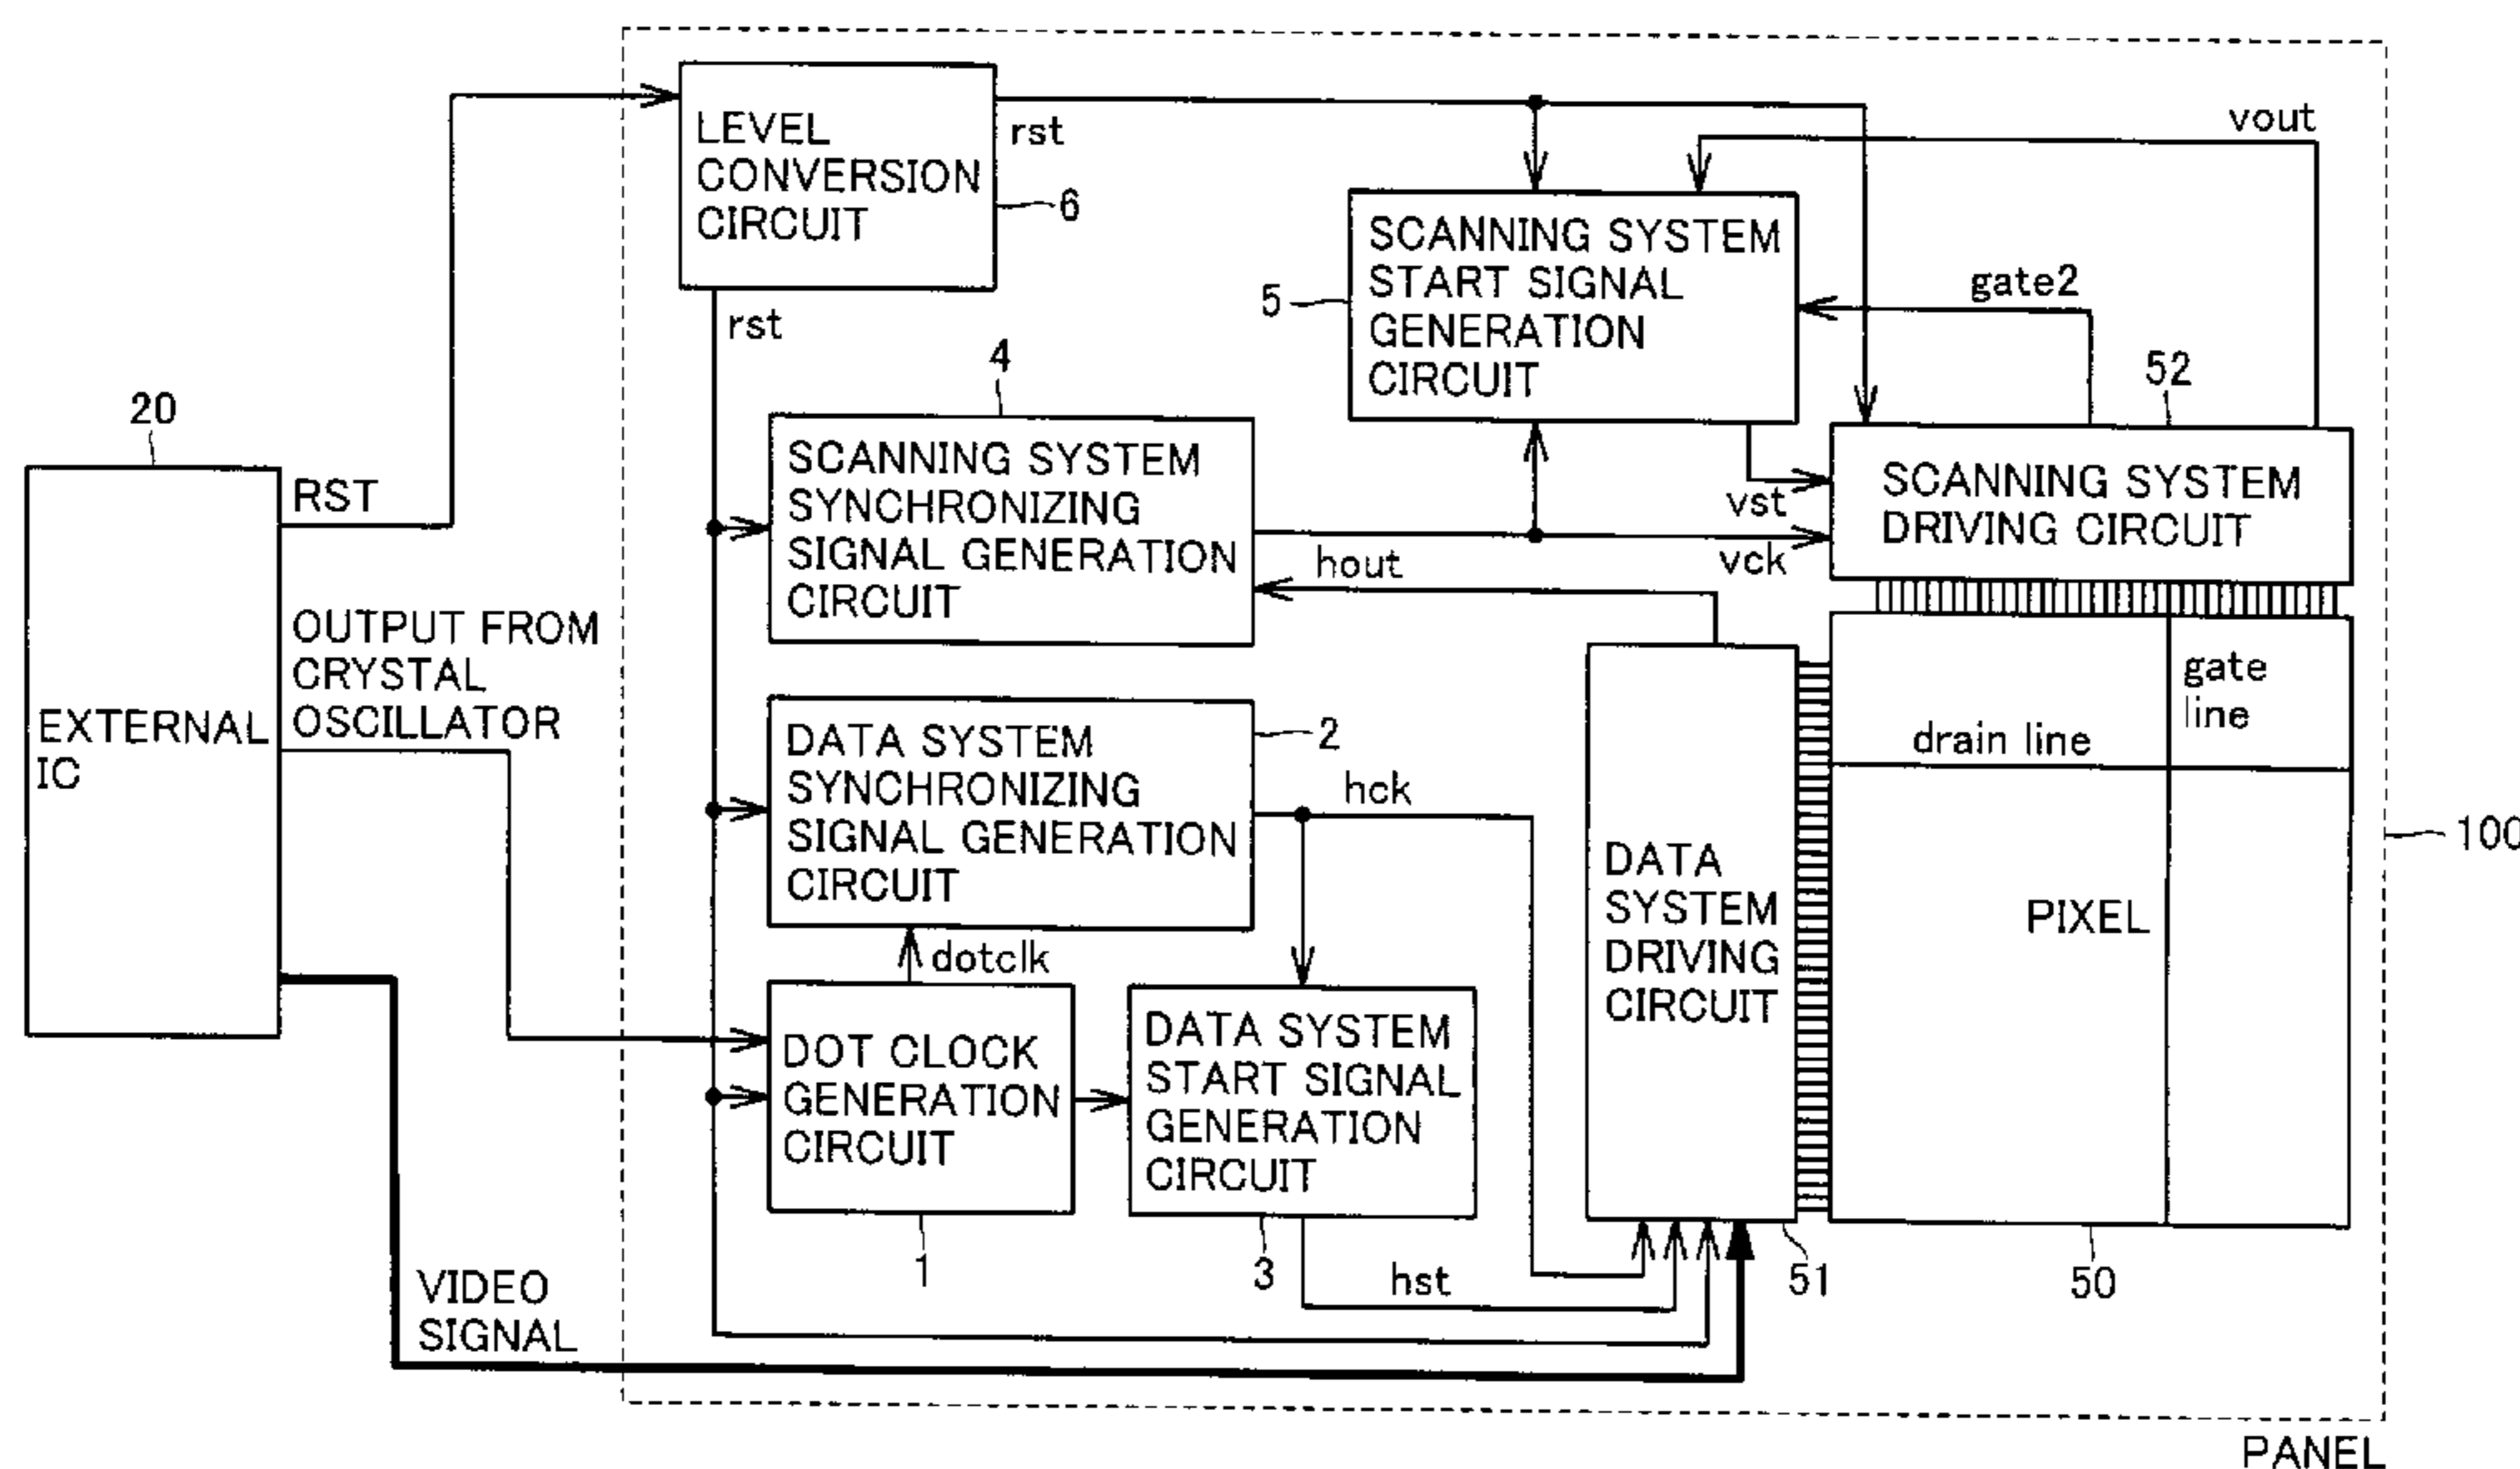 LEVEL
CONVERSION
CIRCUIT
6
rst
rst
vout
SCANNING SYSTEM
START SIGNAL
GENERATION
CIRCUIT
5
gate2
52
SCANNING SYSTEM
DRIVING CIRCUIT
vst
vck
4
SCANNING SYSTEM
SYNCHRONIZING
SIGNAL GENERATION
CIRCUIT
hout
20
EXTERNAL
IC
RST
OUTPUT FROM
CRYSTAL
OSCILLATOR
DATA SYSTEM
SYNCHRONIZING
SIGNAL GENERATION
CIRCUIT
2
hck
dotclk
DOT CLOCK
GENERATION
CIRCUIT
1
DATA SYSTEM
START SIGNAL
GENERATION
CIRCUIT
3
hst
DATA
SYSTEM
DRIVING
CIRCUIT
51
gate
line
drain line
PIXEL
50
100
VIDEO
SIGNAL
PANEL